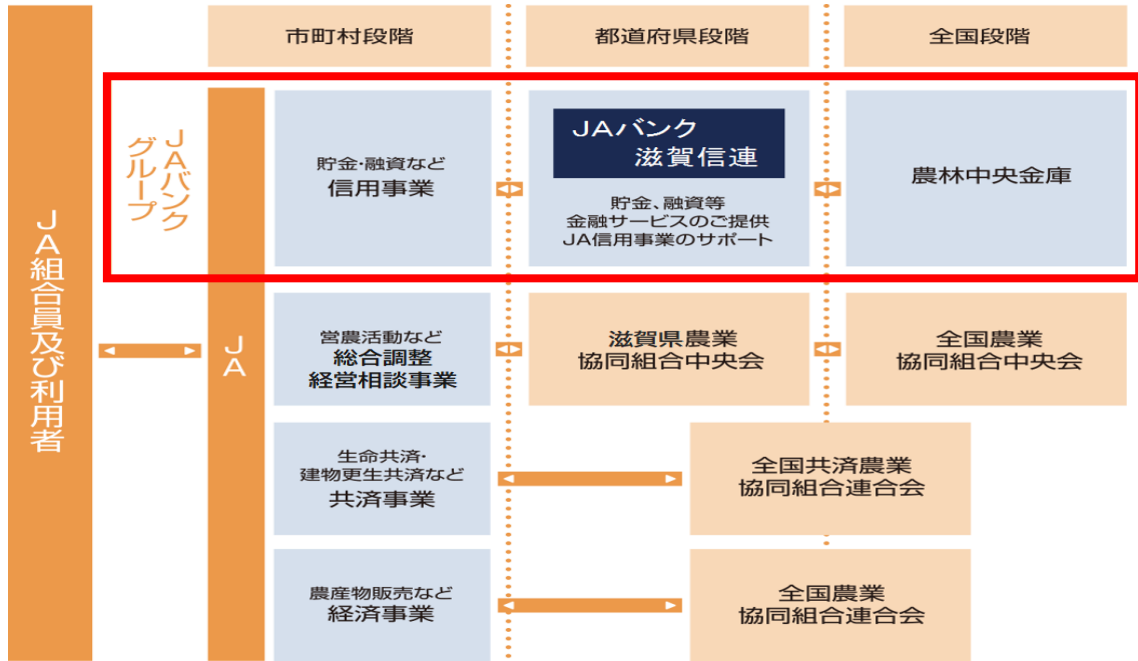 市町村段階
都道府県段階
全国段階
JA組合員及び利用者
JAバンク
グループ
JA
貯金・融資など
信用事業
JAバンク
滋賀信連
貯金、融資等
金融サービスのご提供
JA信用事業のサポート
農林中央金庫
営農活動など
総合調整
経営相談事業
滋賀県農業
協同組合中央会
全国農業
協同組合中央会
生命共済・
建物更生共済など
共済事業
全国共済農業
協同組合連合会
農産物販売など
経済事業
全国農業
協同組合連合会